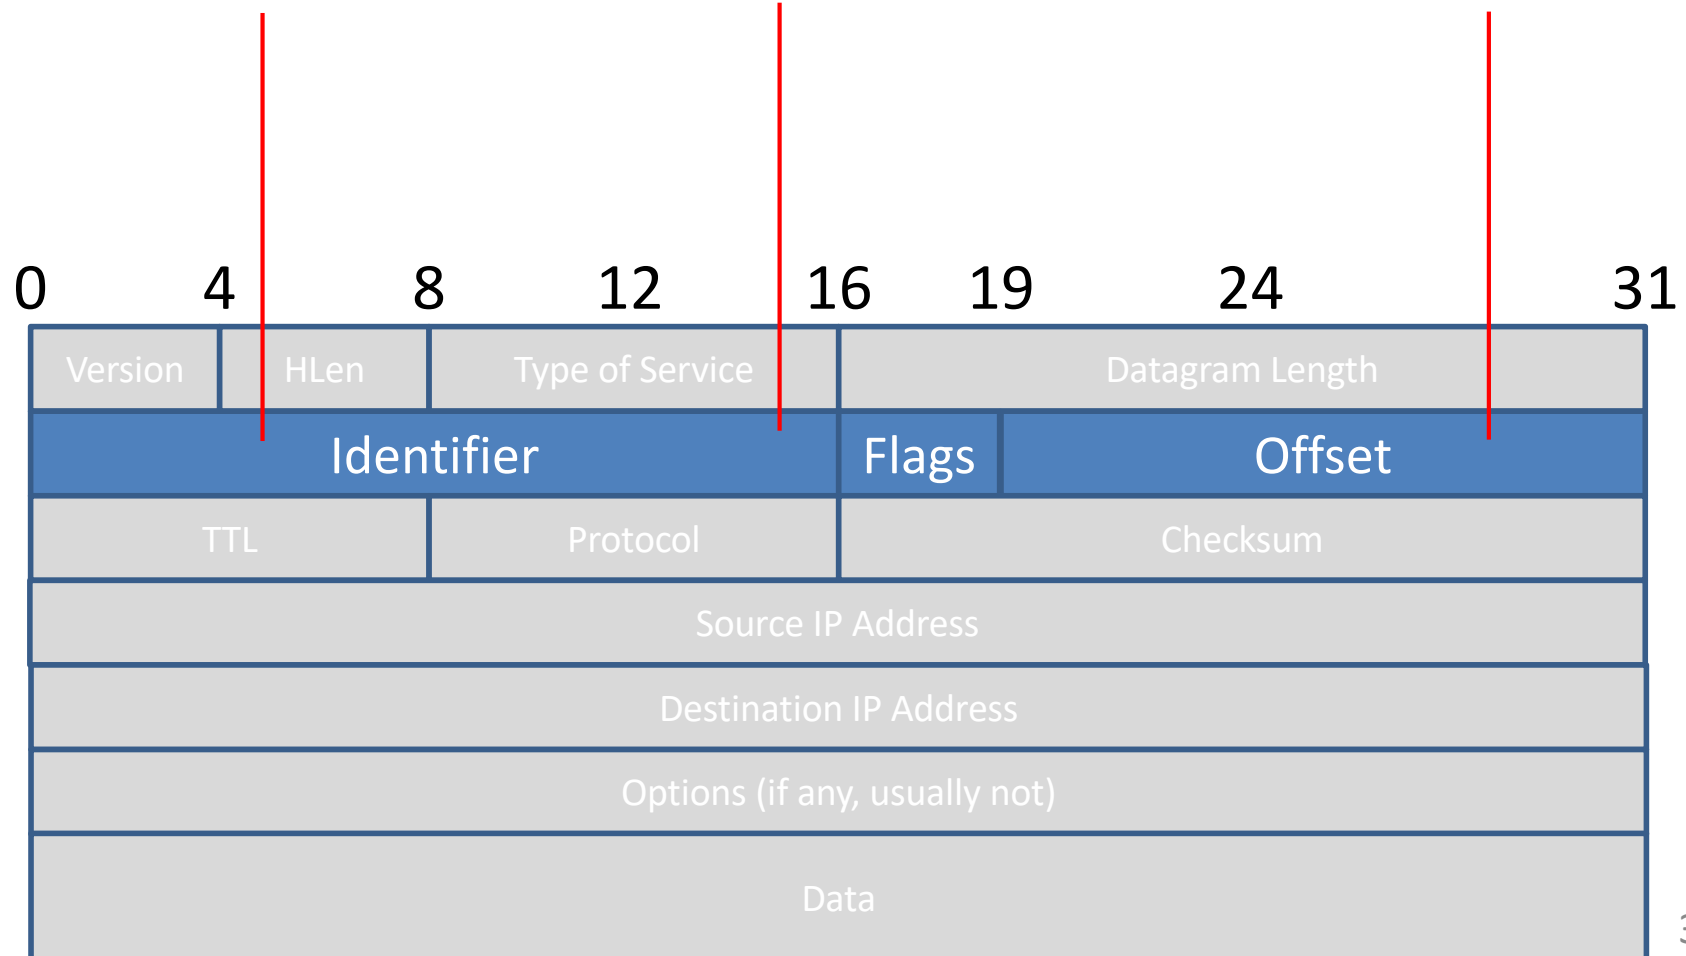 0 4 8 12 16 19 24 31
Version HLen Type of Service Datagram Length
Identifier Flags Offset
TTL Protocol Checksum
Source IP Address
Destination IP Address
Options (if any, usually not)
Data